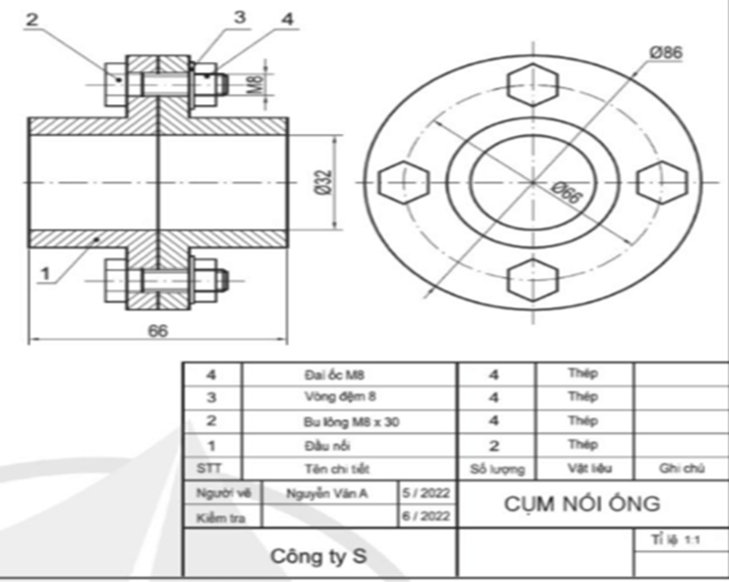 2 3 4
M8
Ø86
Ø32
Ø66
1
66
4 Đai ốc M8 4 Thép
3 Vòng đệm 8 4 Thép
2 Bu lông M8 x 30 4 Thép
1 Đầu nối 2 Thép
STT Tên chi tiết Số lượng Vật liệu Ghi chú
Người vẽ Nguyễn Văn A 5 / 2022
Kiểm tra 6 / 2022
CỤM NỐI ỐNG
Công ty S
Tỉ lệ 1:1